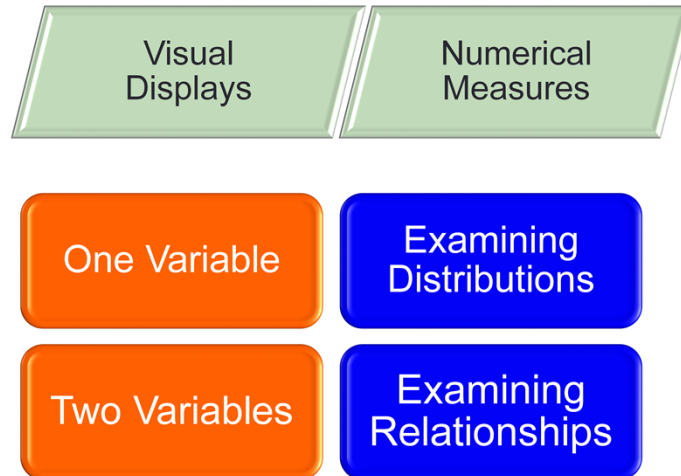 Visual
Displays
Numerical
Measures
One Variable
Examining
Distributions
Two Variables
Examining
Relationships